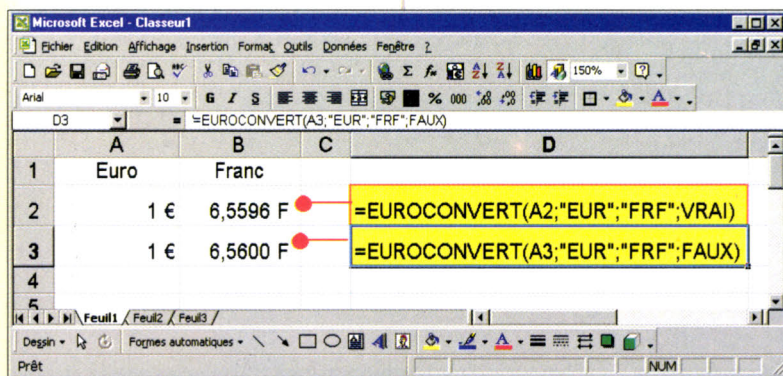 Microsoft Excel - Classeur1
Fichier Edition Affichage Insertion Format Outils Données Fenêtre ?
150%
Arial 10 G I S % 000
D3 = '=EUROCONVERT(A3;"EUR";"FRF";FAUX)
A B C D
1 Euro Franc
2 1 € 6,5596 F =EUROCONVERT(A2;"EUR";"FRF";VRAI)
3 1 € 6,5600 F =EUROCONVERT(A3;"EUR";"FRF";FAUX)
4
5
Feuil1 Feuil2 Feuil3
Dessin Formes automatiques
Prêt NUM